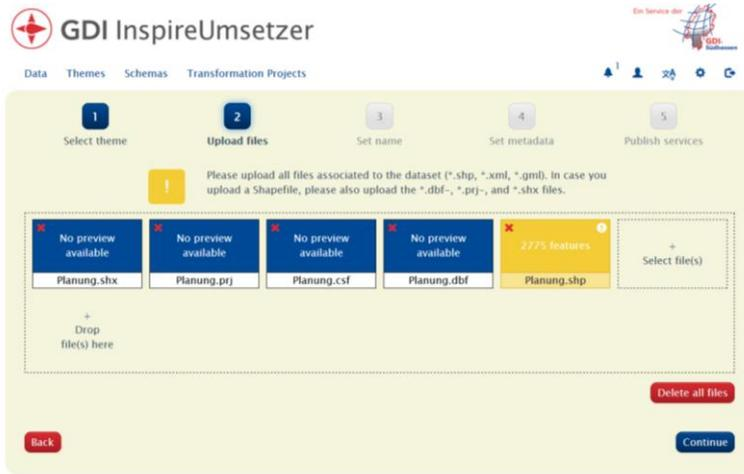 GDI InspireUmsetzer
Ein Service der
GDI-
Südhessen
Data Themes Schemas Transformation Projects
1
1 2 3 4 5
Select theme Upload files Set name Set metadata Publish services
! Please upload all files associated to the dataset (*.shp, *.xml, *.gml). In case you
upload a Shapefile, please also upload the *.dbf-, *.prj-, and *.shx files.
No preview
available
Planung.shx
No preview
available
Planung.prj
No preview
available
Planung.csf
No preview
available
Planung.dbf
2775 features
Planung.shp
+
Select file(s)
+
Drop
file(s) here
Delete all files
Back
Continue